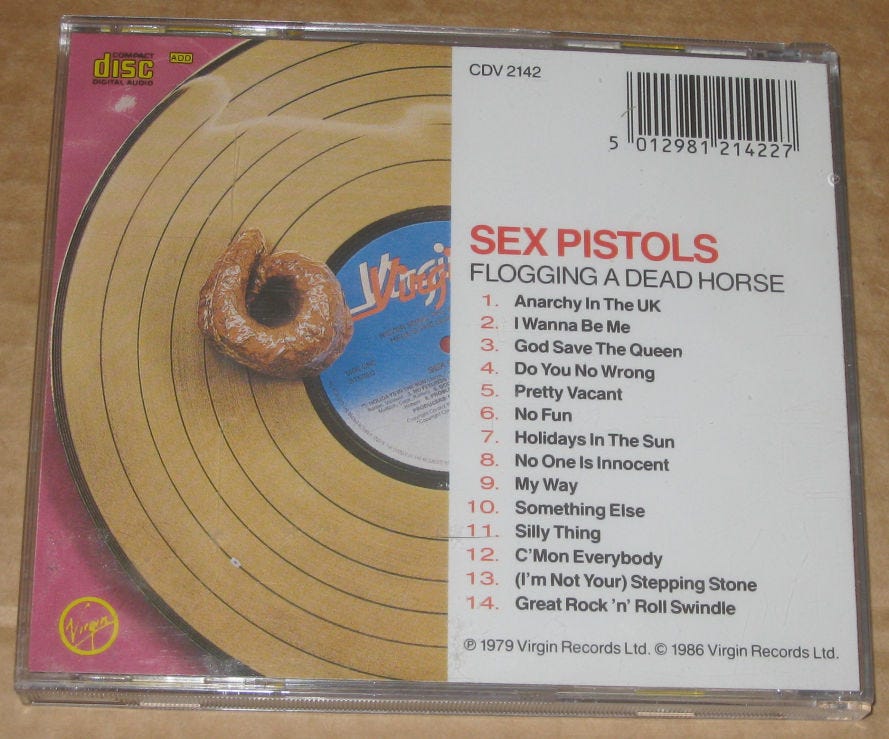 COMPACT
disc
DIGITAL AUDIO
ADD
CDV 2142
5 012981 214227
SEX PISTOLS
FLOGGING A DEAD HORSE
1. Anarchy In The UK
2. I Wanna Be Me
3. God Save The Queen
4. Do You No Wrong
5. Pretty Vacant
6. No Fun
7. Holidays In The Sun
8. No One Is Innocent
9. My Way
10. Something Else
11. Silly Thing
12. C'Mon Everybody
13. (I'm Not Your) Stepping Stone
14. Great Rock 'n' Roll Swindle
℗ 1979 Virgin Records Ltd. © 1986 Virgin Records Ltd.
SIDE ONE
STEREO
Virgin